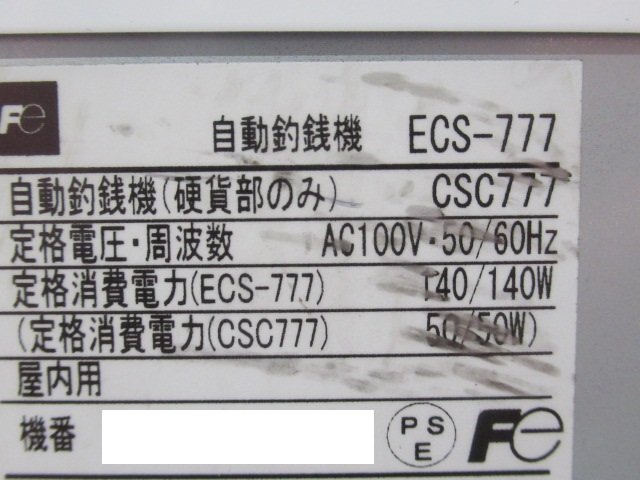 Fe
自動釣銭機 ECS-777
自動釣銭機(硬貨部のみ) CSC777
定格電圧・周波数 AC100V・50/60Hz
定格消費電力(ECS-777) 140/140W
(定格消費電力(CSC777) 50/50W)
屋内用
機番
PS
E
Fe